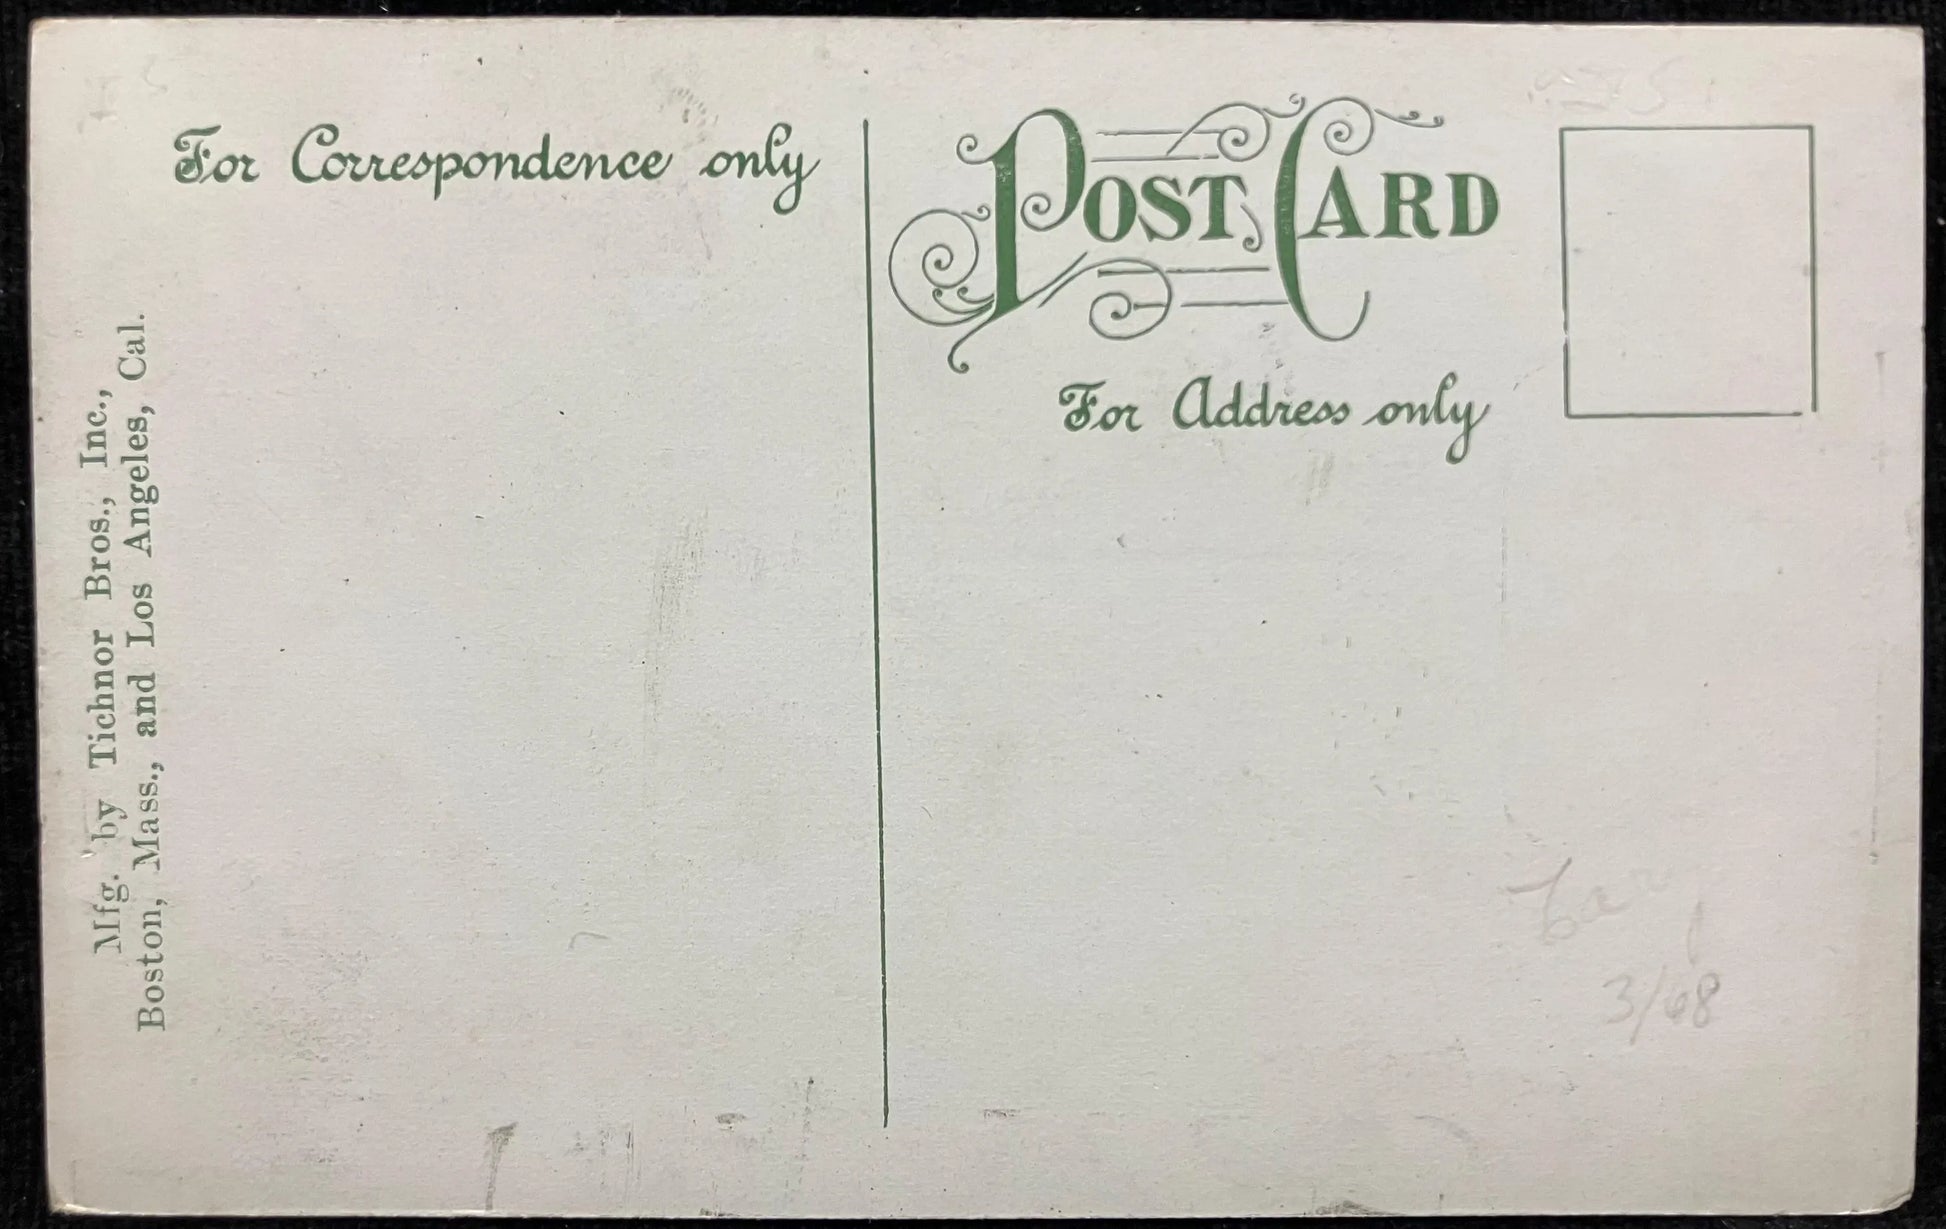 For Correspondence only
POST CARD
For Address only
Mfg. by Tichnor Bros., Inc.,
Boston, Mass., and Los Angeles, Cal.
3/68